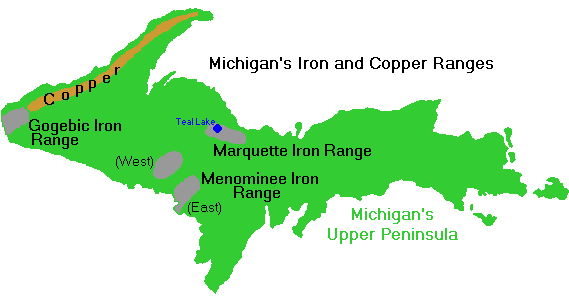 Michigan's Iron and Copper Ranges
Copper
Teal Lake
Gogebic Iron
Range
Marquette Iron Range
(West)
Menominee Iron
Range
(East)
Michigan's
Upper Peninsula